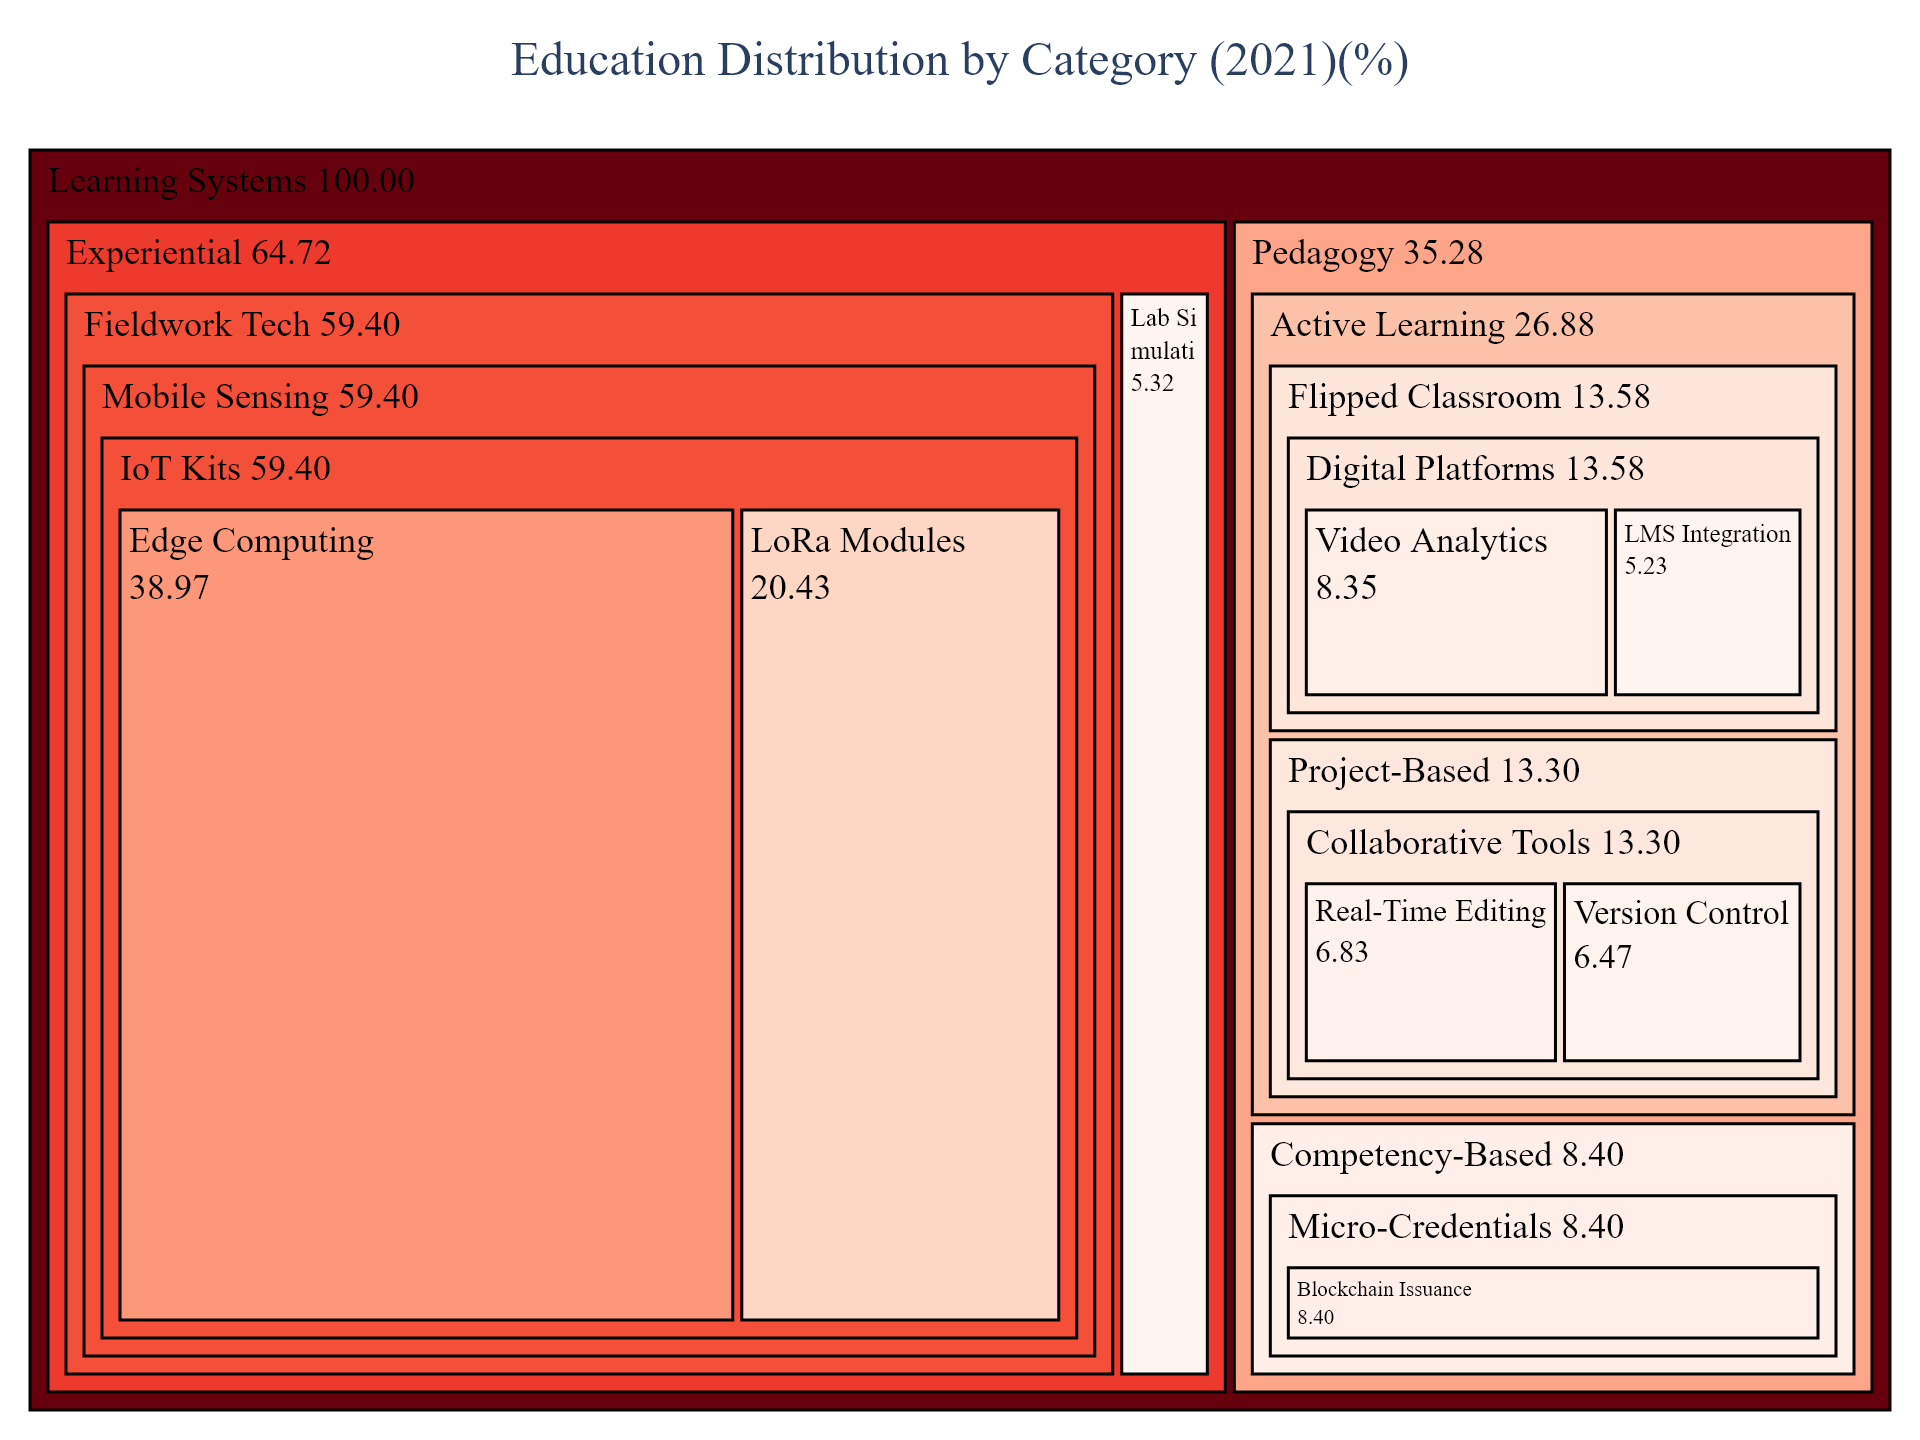 Education Distribution by Category (2021)(%)
Learning Systems 100.00
Experiential 64.72
Fieldwork Tech 59.40
Mobile Sensing 59.40
IoT Kits 59.40
Edge Computing
38.97
LoRa Modules
20.43
Lab Si
mulati
5.32
Pedagogy 35.28
Active Learning 26.88
Flipped Classroom 13.58
Digital Platforms 13.58
Video Analytics
8.35
LMS Integration
5.23
Project-Based 13.30
Collaborative Tools 13.30
Real-Time Editing
6.83
Version Control
6.47
Competency-Based 8.40
Micro-Credentials 8.40
Blockchain Issuance
8.40